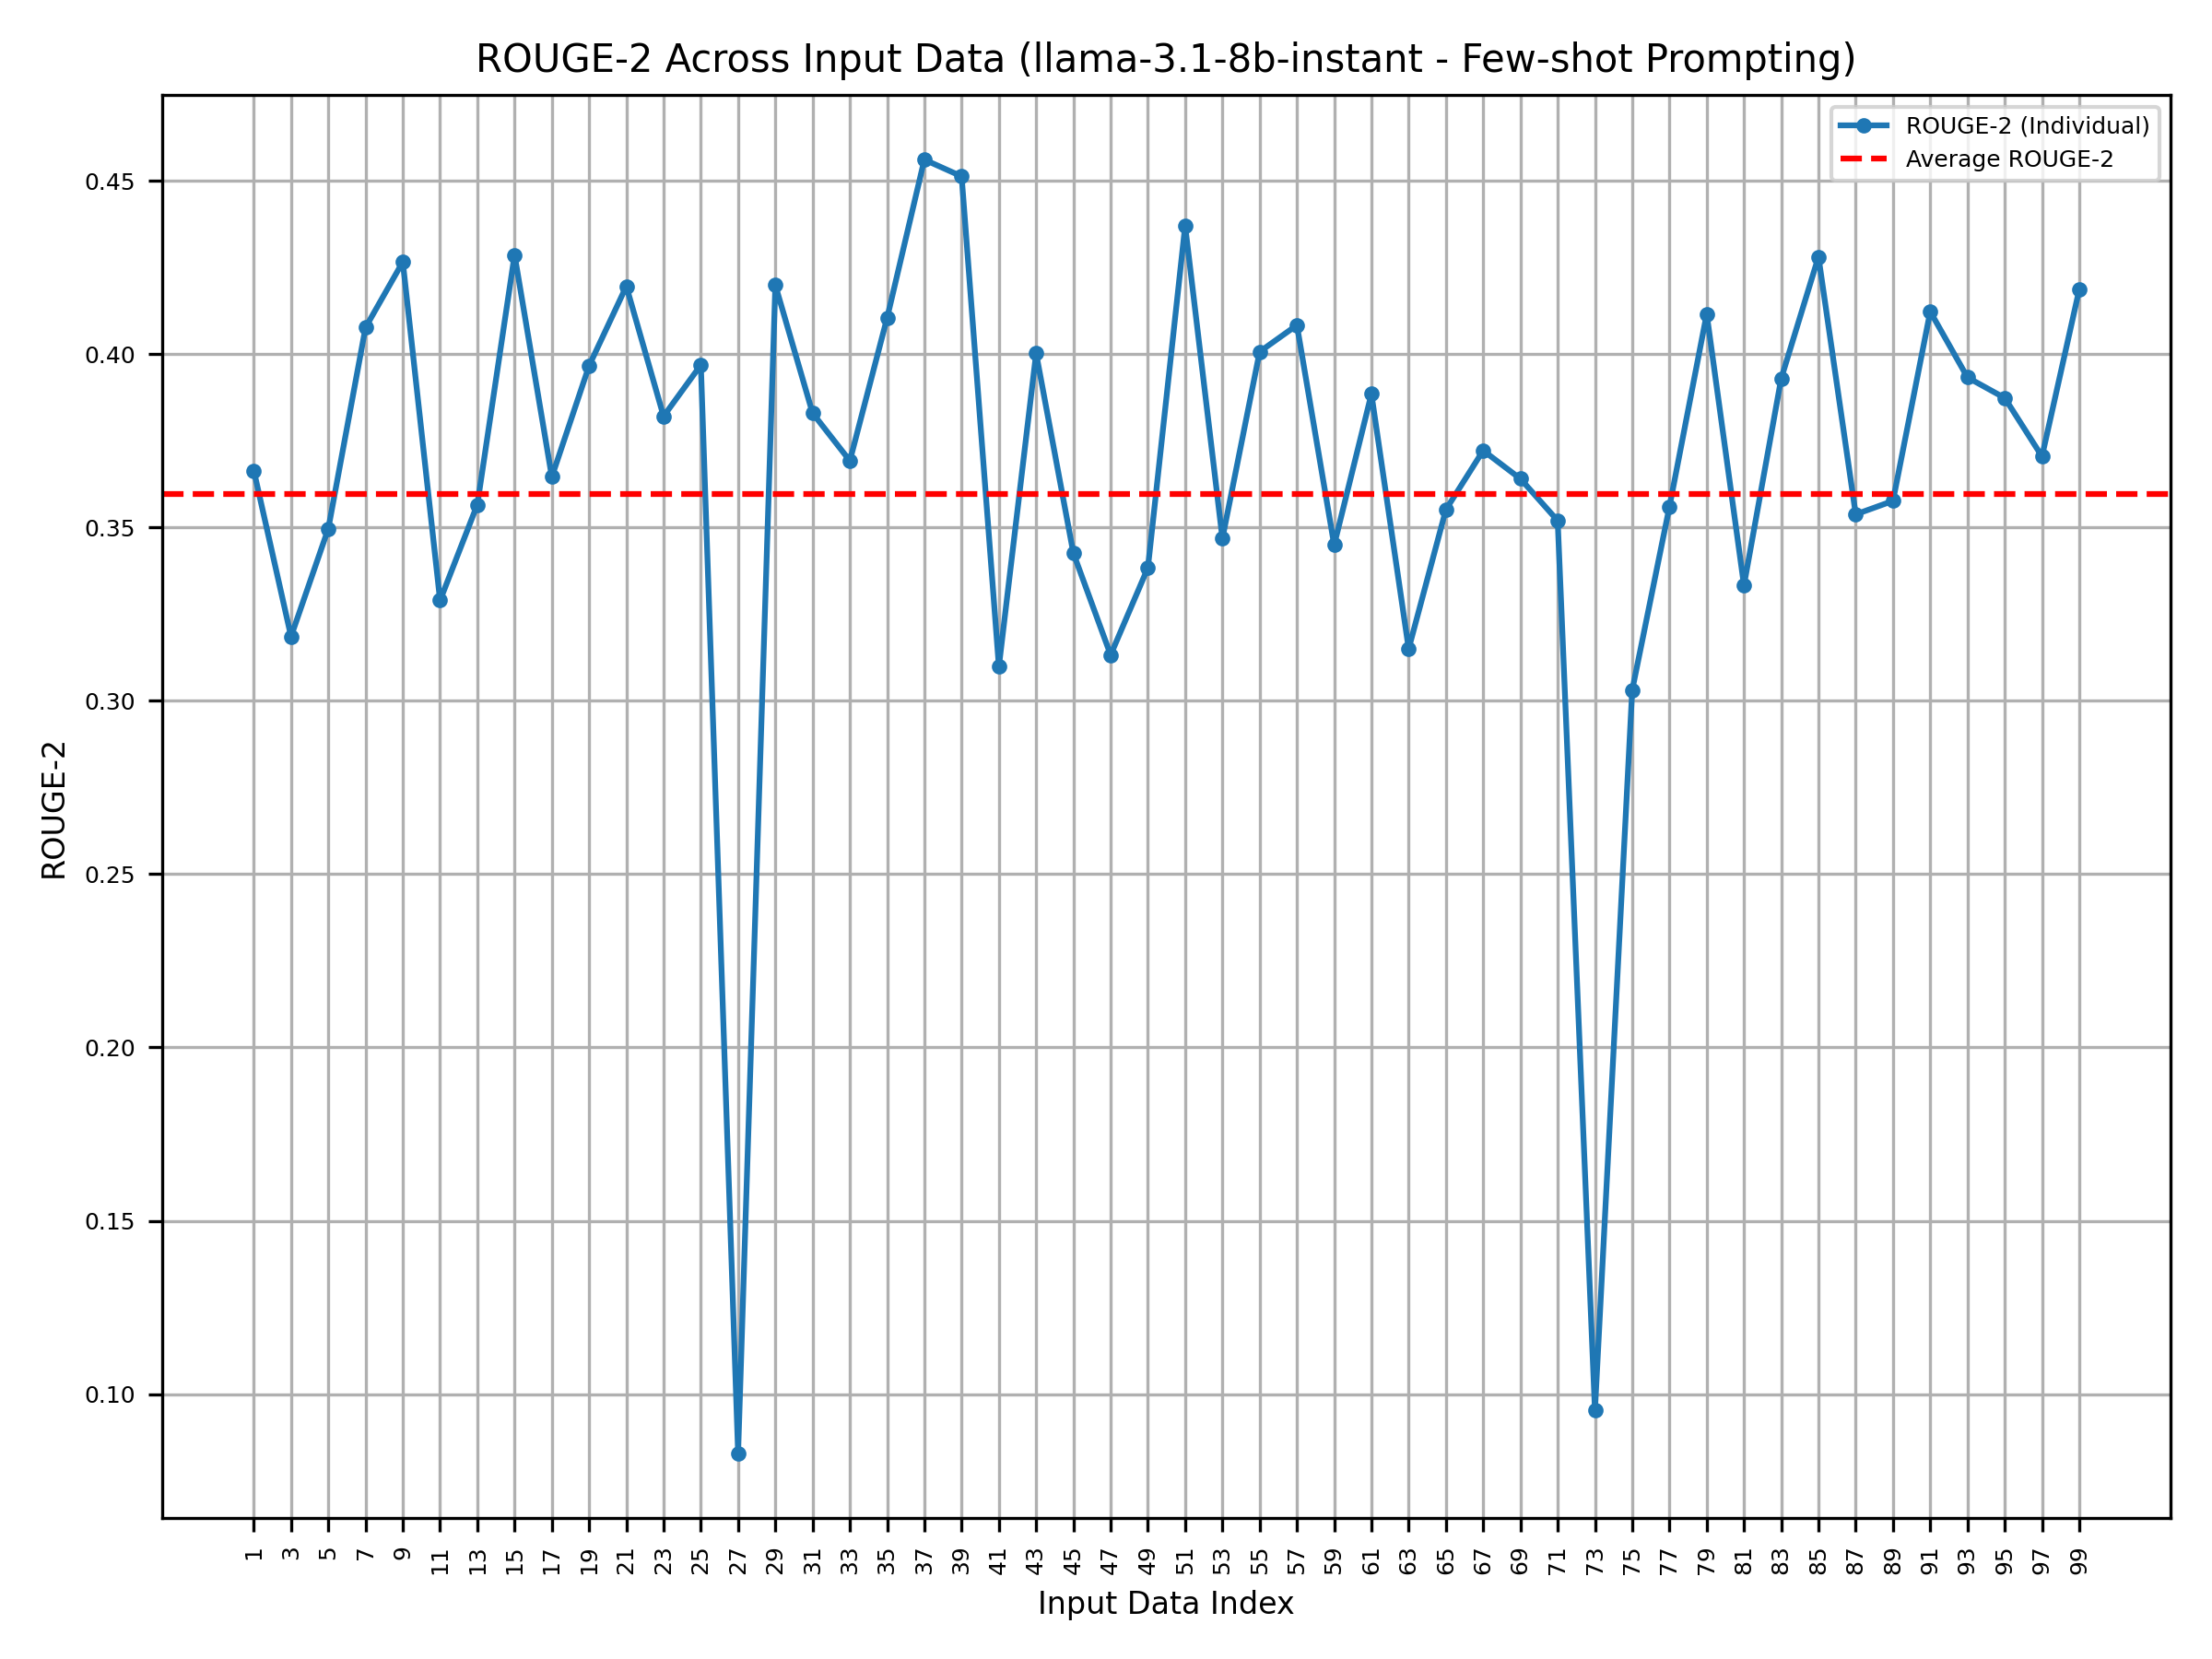 ROUGE-2 Across Input Data (llama-3.1-8b-instant - Few-shot Prompting)
ROUGE-2 (Individual)
Average ROUGE-2
0.45
0.40
0.35
0.30
0.25
0.20
0.15
0.10
ROUGE-2
1 3 5 7 9 11 13 15 17 19 21 23 25 27 29 31 33 35 37 39 41 43 45 47 49 51 53 55 57 59 61 63 65 67 69 71 73 75 77 79 81 83 85 87 89 91 93 95 97 99
Input Data Index